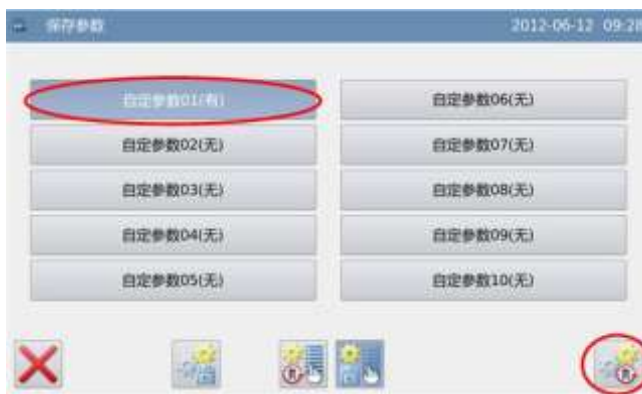 保存参数 2012-06-12 09:28
自定参数01(有) 自定参数06(无)
自定参数02(无) 自定参数07(无)
自定参数03(无) 自定参数08(无)
自定参数04(无) 自定参数09(无)
自定参数05(无) 自定参数10(无)